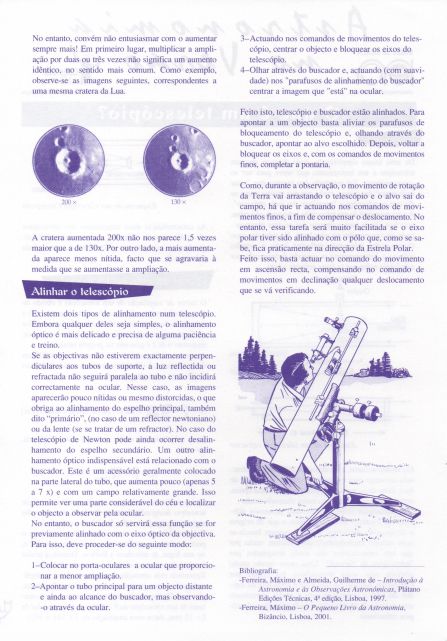 No entanto, convém não entusiasmar com o aumentar
sempre mais! Em primeiro lugar, multiplicar a ampli-
ação por duas ou três vezes não significa um aumento
idêntico, no sentido mais comum. Como exemplo,
observe-se as imagens seguintes, correspondentes a
uma mesma cratera da Lua.
200 ×
130 ×
A cratera aumentada 200x não nos parece 1,5 vezes
maior que a de 130x. Por outro lado, a mais aumenta-
da aparece menos nítida, facto que se agravaria à
medida que se aumentasse a ampliação.
Alinhar o telescópio
Existem dois tipos de alinhamento num telescópio.
Embora qualquer deles seja simples, o alinhamento
óptico é mais delicado e precisa de alguma paciência
e treino.
Se as objectivas não estiverem exactamente perpen-
diculares aos tubos de suporte, a luz reflectida ou
refractada não seguirá paralela ao tubo e não incidirá
correctamente na ocular. Nesse caso, as imagens
aparecerão pouco nítidas ou mesmo distorcidas, o que
obriga ao alinhamento do espelho principal, também
dito “primário”, (no caso de um reflector newtoniano)
ou da lente (se se tratar de um refractor). No caso do
telescópio de Newton pode ainda ocorrer desalin-
hamento do espelho secundário. Um outro alin-
hamento óptico indispensável está relacionado com o
buscador. Este é um acessório geralmente colocado
na parte lateral do tubo, que aumenta pouco (apenas 5
a 7 x) e com um campo relativamente grande. Isso
permite ver uma parte considerável do céu e localizar
o objecto a observar pela ocular.
No entanto, o buscador só servirá essa função se for
previamente alinhado com o eixo óptico da objectiva.
Para isso, deve proceder-se do seguinte modo:
1–Colocar no porta-oculares a ocular que proporcio-
nar a menor ampliação.
2–Apontar o tubo principal para um objecto distante
e ainda ao alcance do buscador, mas observando-
-o através da ocular.
3–Actuando nos comandos de movimentos do teles-
cópio, centrar o objecto e bloquear os eixos do
telescópio.
4–Olhar através do buscador e, actuando (com suavi-
dade) nos "parafusos de alinhamento do buscador"
centrar a imagem que "está" na ocular.
Feito isto, telescópio e buscador estão alinhados. Para
apontar a um objecto basta aliviar os parafusos de
bloqueamento do telescópio e, olhando através do
buscador, apontar ao alvo escolhido. Depois, voltar a
bloquear os eixos e, com os comandos de movimentos
finos, completar a pontaria.
Como, durante a observação, o movimento de rotação
da Terra vai arrastando o telescópio e o alvo sai do
campo, há que ir actuando nos comandos de movi-
mentos finos, a fim de compensar o deslocamento. No
entanto, essa tarefa será muito facilitada se o eixo
polar tiver sido alinhado com o pólo que, como se sa-
be, fica praticamente na direcção da Estrela Polar.
Feito isso, basta actuar no comando do movimento
em ascensão recta, compensando no comando de
movimentos em declinação qualquer deslocamento
que se vá verificando.
Bibliografia:
-Ferreira, Máximo e Almeida, Guilherme de – Introdução à
Astronomia e às Observações Astronómicas, Plátano
Edições Técnicas, 4ª edição, Lisboa, 1997.
-Ferreira, Máximo – O Pequeno Livro da Astronomia,
Bizâncio, Lisboa, 2001.